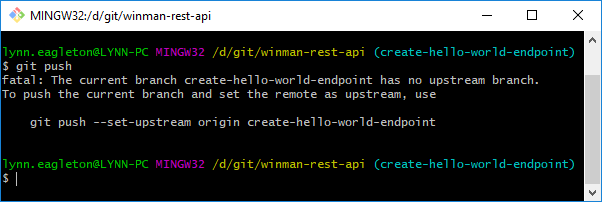 MINGW32:/d/git/winman-rest-api
lynn.eagleton@LYNN-PC MINGW32 /d/git/winman-rest-api (create-hello-world-endpoint)
$ git push
fatal: The current branch create-hello-world-endpoint has no upstream branch.
To push the current branch and set the remote as upstream, use
git push --set-upstream origin create-hello-world-endpoint
lynn.eagleton@LYNN-PC MINGW32 /d/git/winman-rest-api (create-hello-world-endpoint)
$